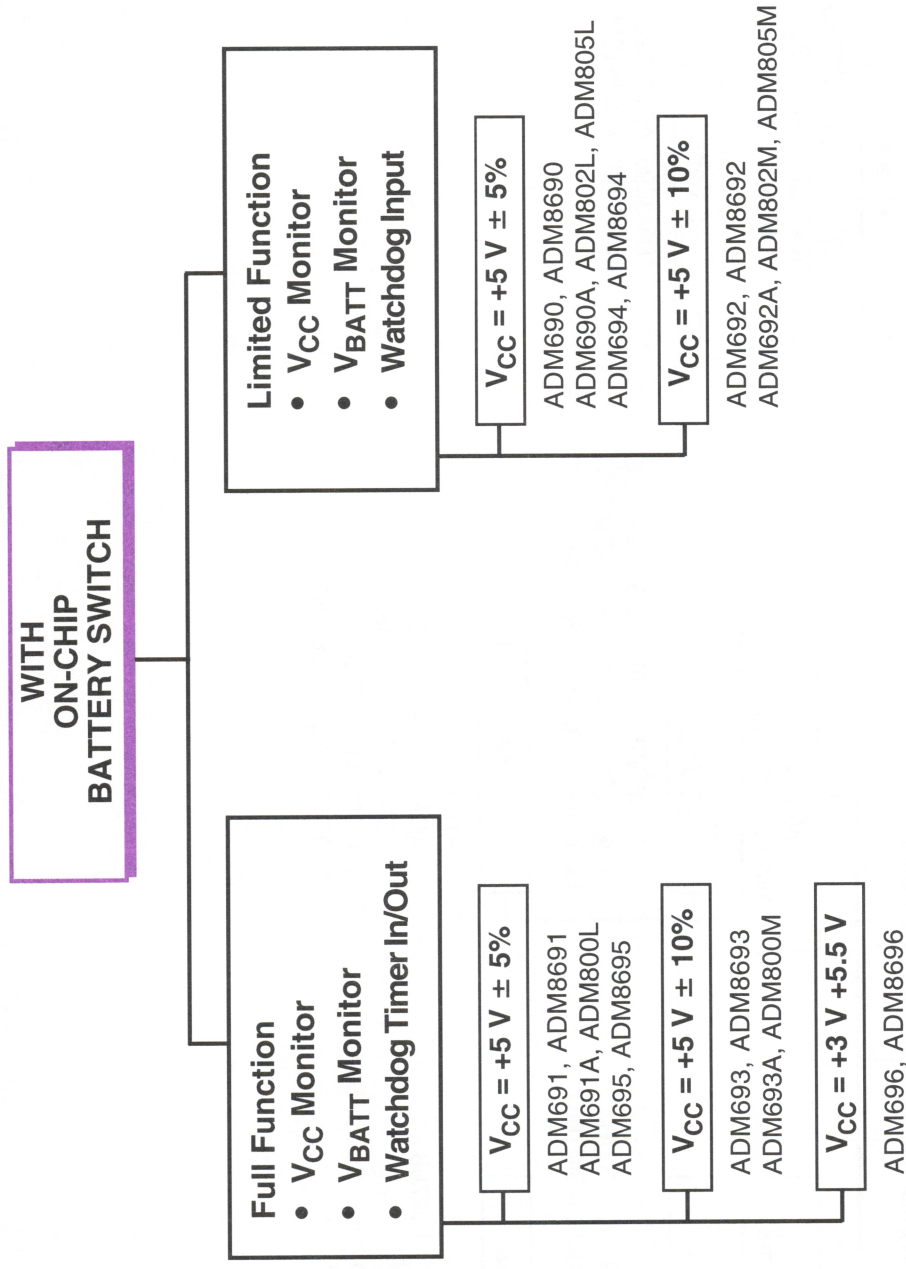 WITH
ON-CHIP
BATTERY SWITCH
Full Function
• VCC Monitor
• VBATT Monitor
• Watchdog Timer In/Out
VCC = +5 V ± 5%
ADM691, ADM8691
ADM691A, ADM800L
ADM695, ADM8695
VCC = +5 V ± 10%
ADM693, ADM8693
ADM693A, ADM800M
VCC = +3 V +5.5 V
ADM696, ADM8696
Limited Function
• VCC Monitor
• VBATT Monitor
• Watchdog Input
VCC = +5 V ± 5%
ADM690, ADM8690
ADM690A, ADM802L, ADM805L
ADM694, ADM8694
VCC = +5 V ± 10%
ADM692, ADM8692
ADM692A, ADM802M, ADM805M